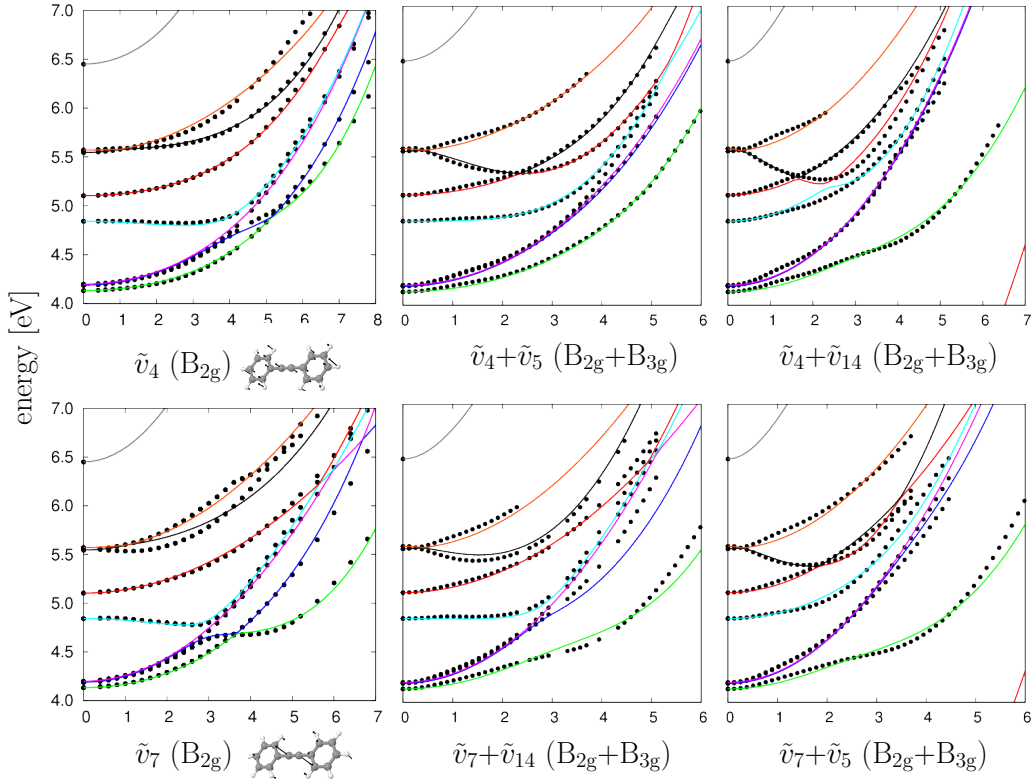 7.0
6.5
6.0
5.5
5.0
4.5
4.0
0 1 2 3 4 5 6 7 8
0 1 2 3 4 5 6
0 1 2 3 4 5 6
energy [eV]
ṽ₄ (B₂g)
ṽ₄+ṽ₅ (B₂g+B₃g)
ṽ₄+ṽ₁₄ (B₂g+B₃g)
7.0
6.5
6.0
5.5
5.0
4.5
4.0
0 1 2 3 4 5 6 7
0 1 2 3 4 5 6
0 1 2 3 4 5 6
ṽ₇ (B₂g)
ṽ₇+ṽ₁₄ (B₂g+B₃g)
ṽ₇+ṽ₅ (B₂g+B₃g)